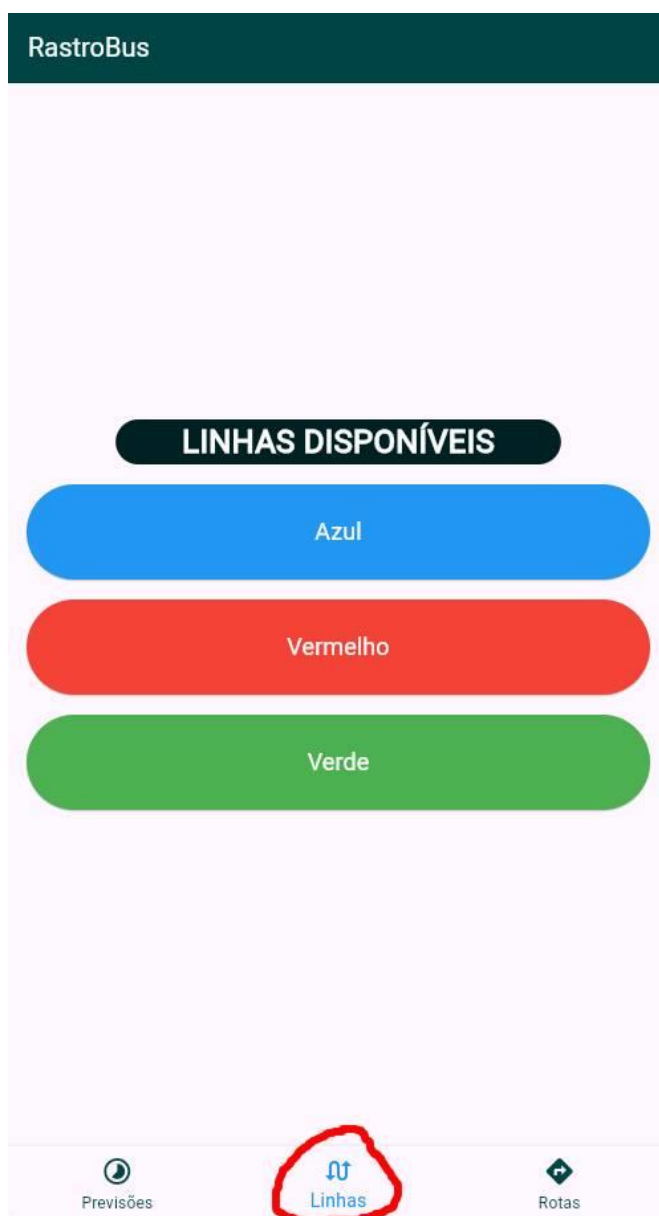 RastroBus
LINHAS DISPONÍVEIS
Azul
Vermelho
Verde
Previsões
Linhas
Rotas